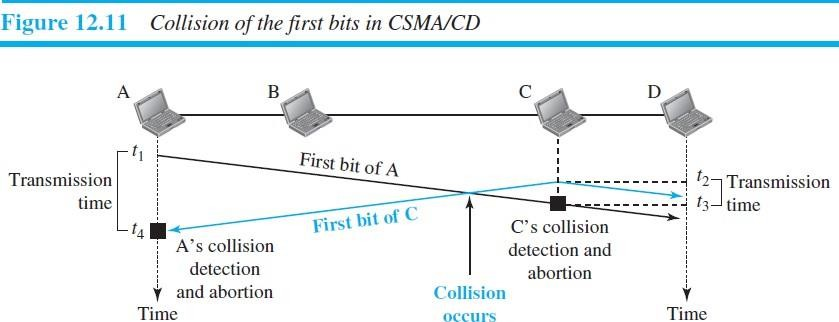 Figure 12.11 Collision of the first bits in CSMA/CD
A B C D
t1
First bit of A
Transmission
time
t2
Transmission
t3
time
t4
First bit of C
A's collision
detection
and abortion
C's collision
detection and
abortion
Collision
occurs
Time
Time